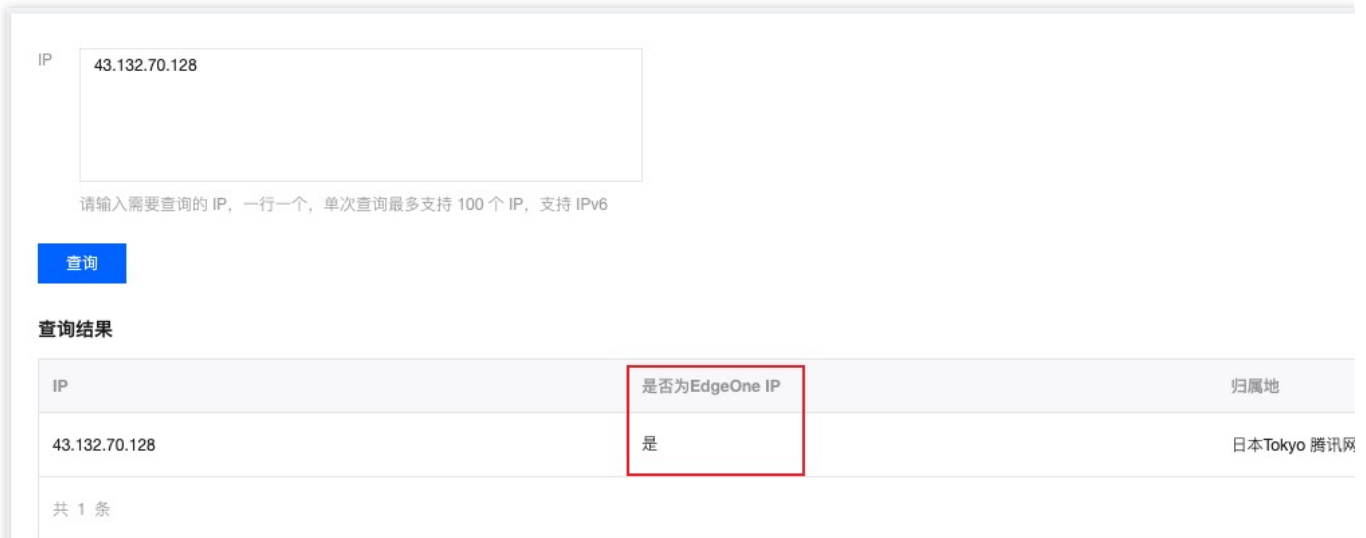 IP
43.132.70.128
请输入需要查询的 IP，一行一个，单次查询最多支持 100 个 IP，支持 IPv6
查询
查询结果
IP 是否为EdgeOne IP 归属地
43.132.70.128 是 日本Tokyo 腾讯网
共 1 条